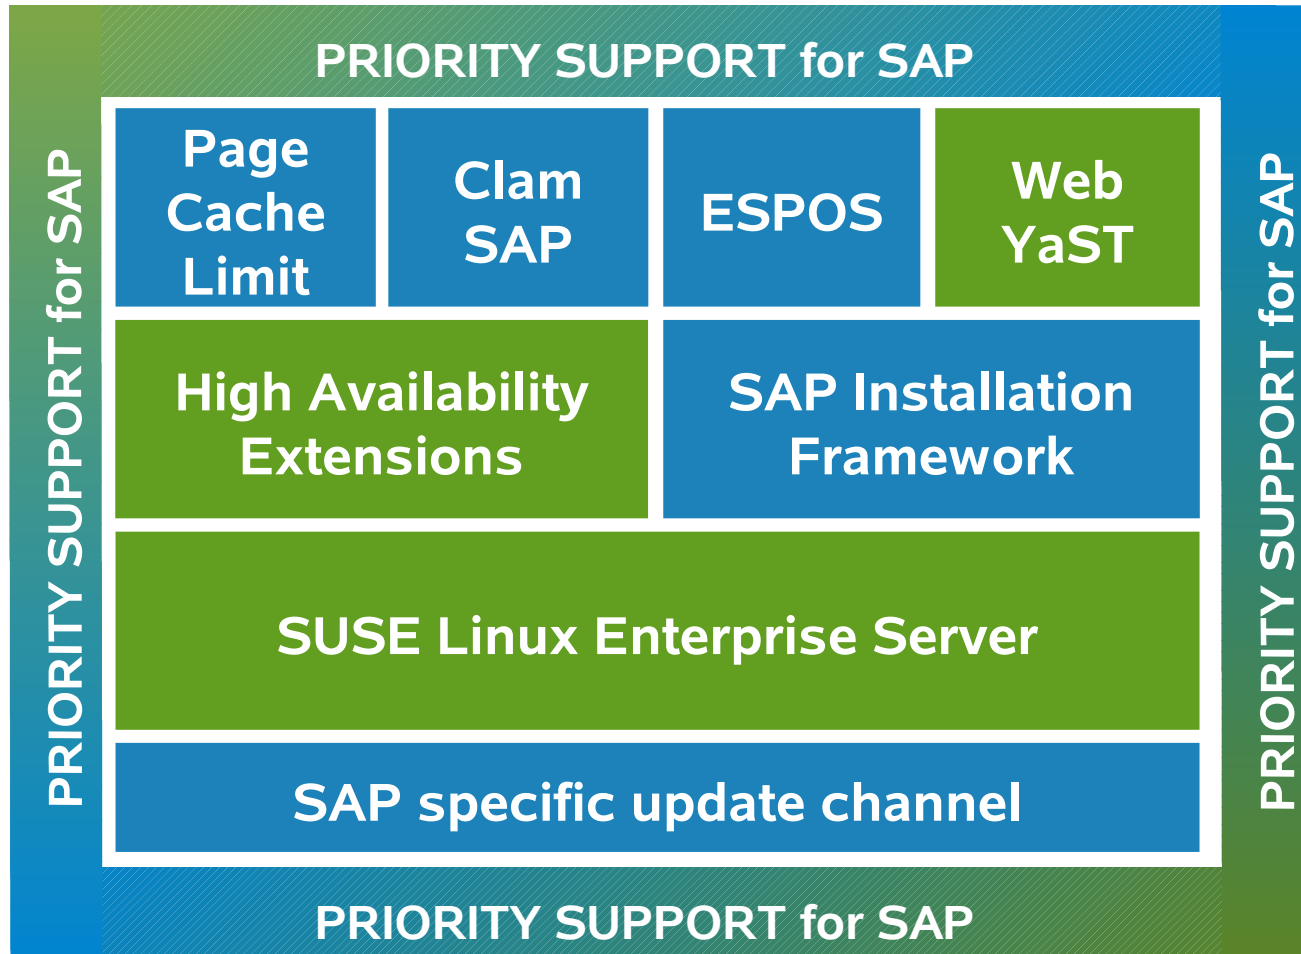 PRIORITY SUPPORT for SAP
PRIORITY SUPPORT for SAP
Page
Cache
Limit
Clam
SAP
ESPOS
Web
YaST
High Availability
Extensions
SAP Installation
Framework
SUSE Linux Enterprise Server
SAP specific update channel
PRIORITY SUPPORT for SAP
PRIORITY SUPPORT for SAP